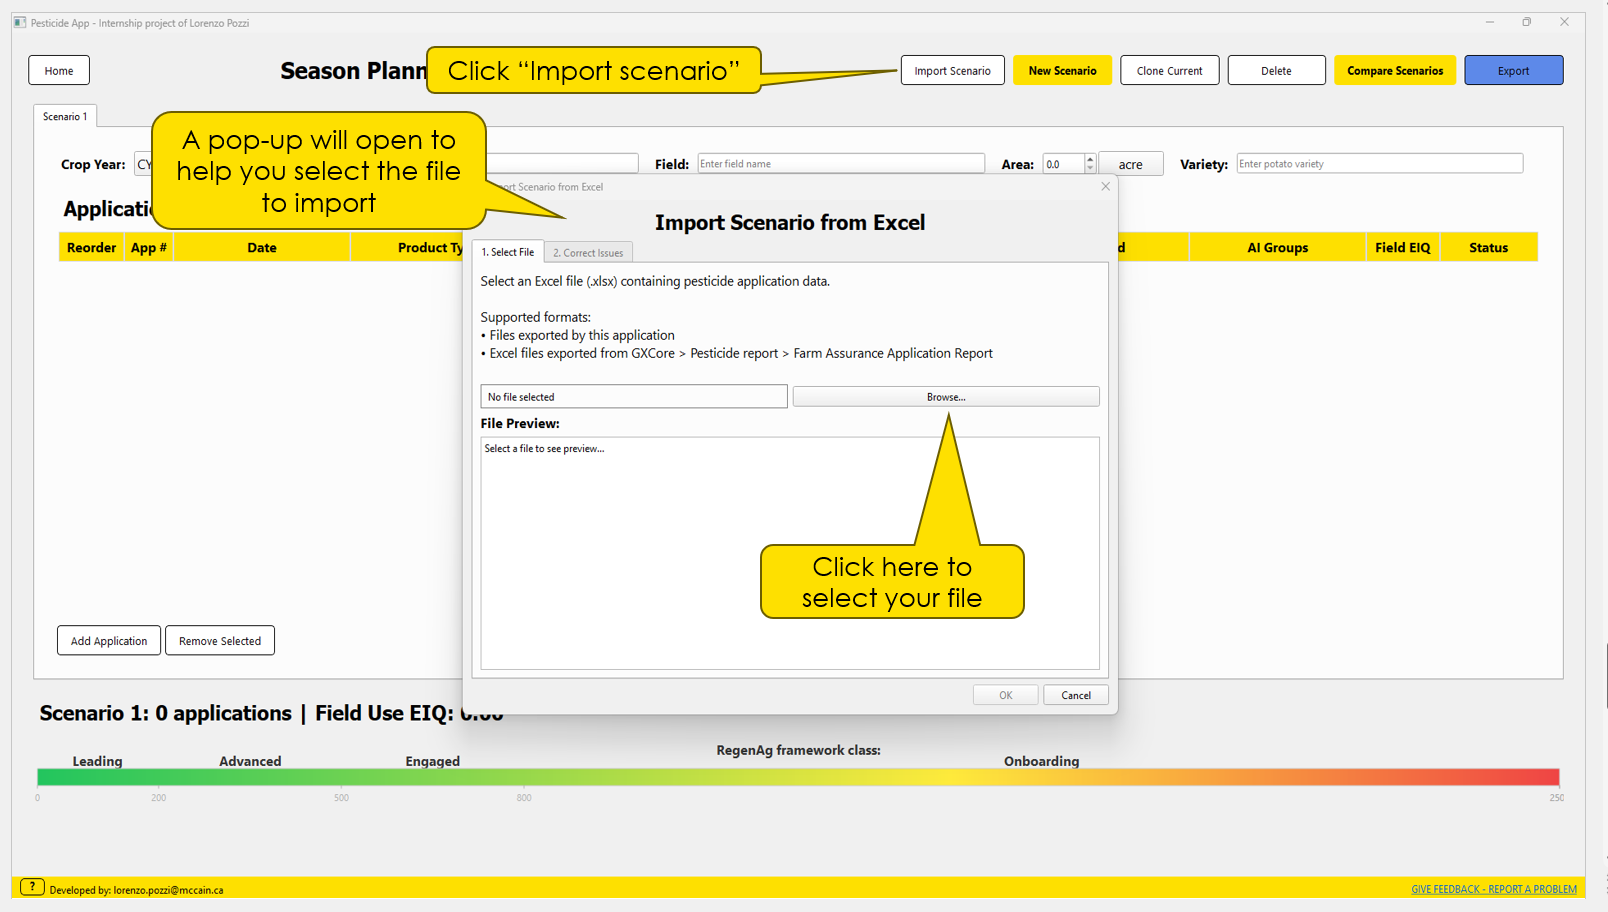 Pesticide App - Internship project of Lorenzo Pozzi
Home
Season Plann
Click “Import scenario”
Import Scenario
New Scenario
Clone Current
Delete
Compare Scenarios
Export
Scenario 1
A pop-up will open to
help you select the file
to import
Crop Year:
CY
Field:
Enter field name
Area:
0.0
acre
Variety:
Enter potato variety
Applicati
ort Scenario from Excel
Import Scenario from Excel
Reorder
App #
Date
Product Ty
d
AI Groups
Field EIQ
Status
1. Select File
2. Correct Issues
Select an Excel file (.xlsx) containing pesticide application data.
Supported formats:
• Files exported by this application
• Excel files exported from GXCore > Pesticide report > Farm Assurance Application Report
No file selected
Browse...
File Preview:
Select a file to see preview...
Click here to
select your file
Add Application
Remove Selected
OK
Cancel
Scenario 1: 0 applications | Field Use EIQ: 0.00
RegenAg framework class:
Leading
Advanced
Engaged
Onboarding
0
200
500
800
250
?
Developed by: lorenzo.pozzi@mccain.ca
GIVE FEEDBACK - REPORT A PROBLEM